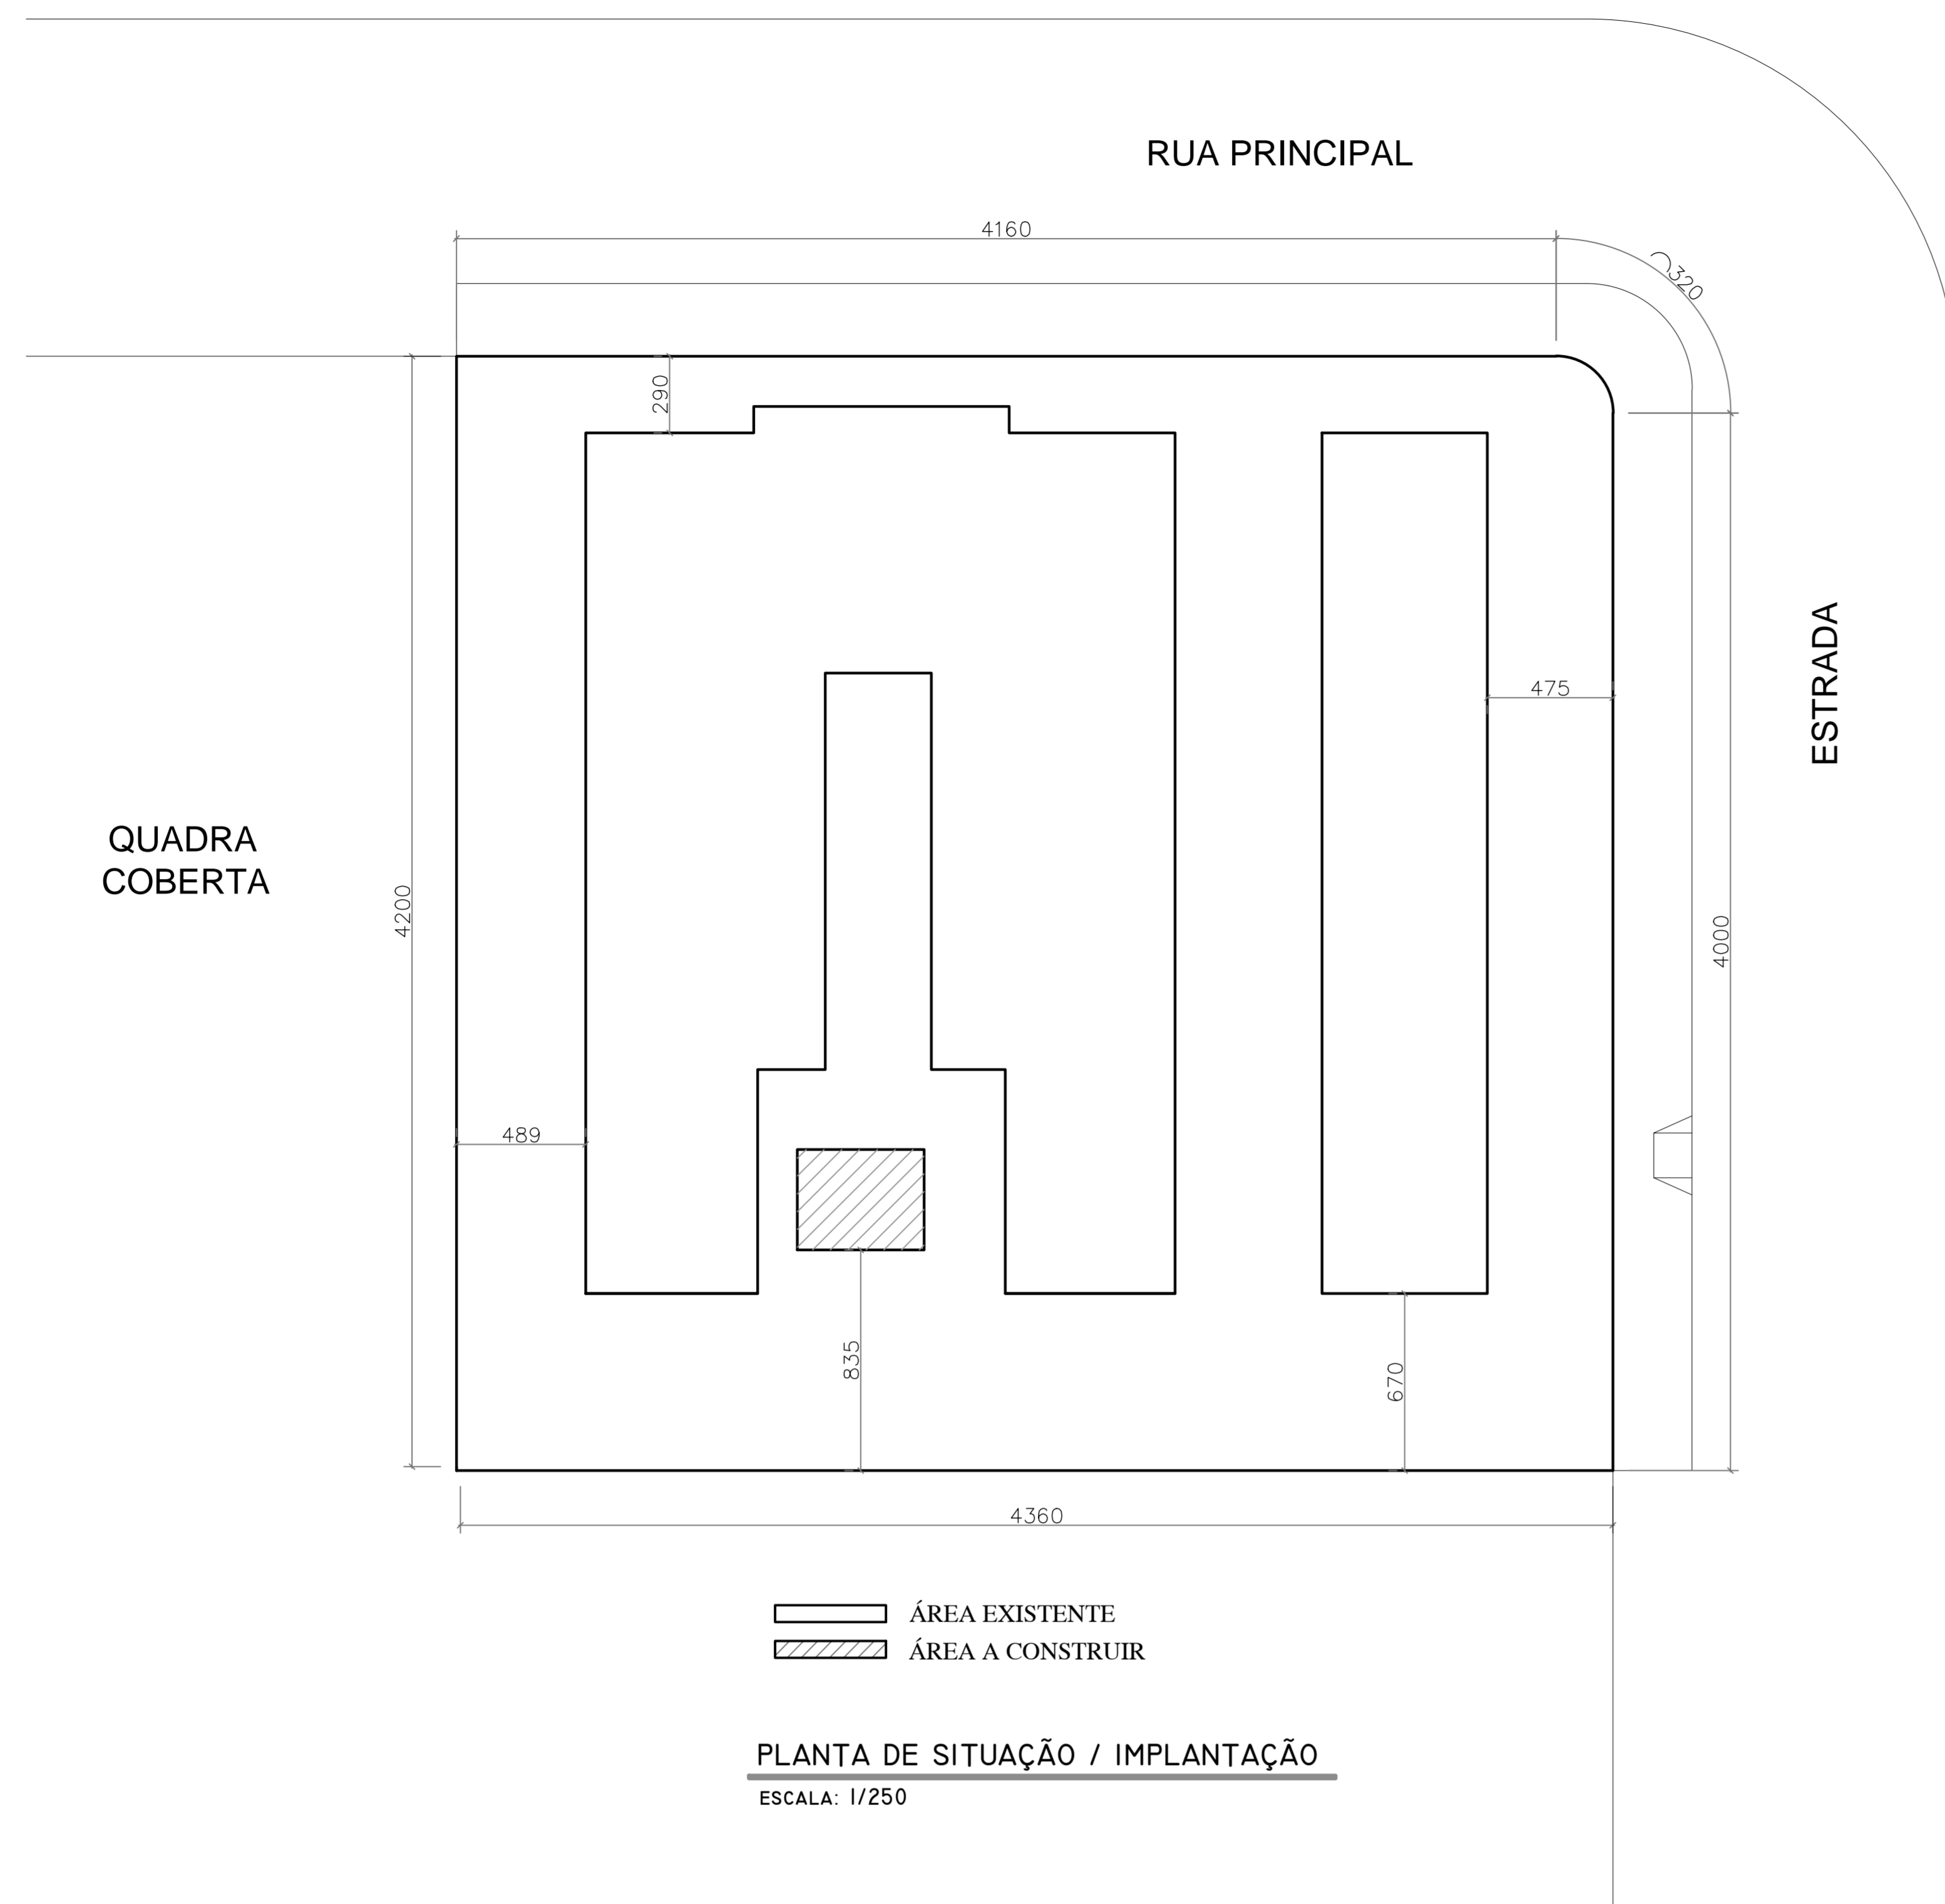 RUA PRINCIPAL
4160
320
290
475
ESTRADA
QUADRA
COBERTA
4200
4000
489
835
670
4360
ÁREA EXISTENTE
ÁREA A CONSTRUIR
PLANTA DE SITUAÇÃO / IMPLANTAÇÃO
ESCALA: 1/250